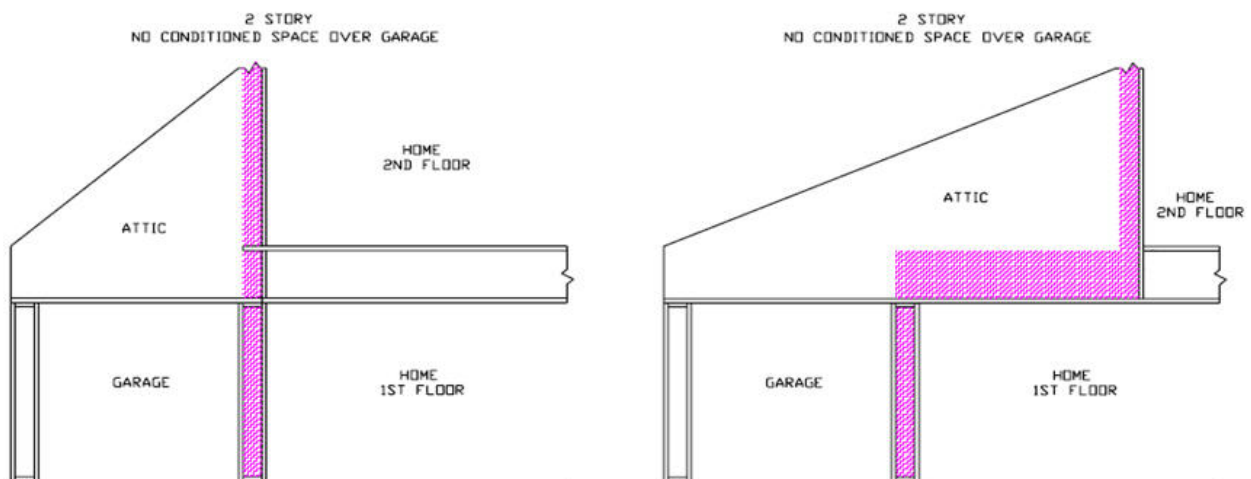 2 STORY
NO CONDITIONED SPACE OVER GARAGE
HOME
2ND FLOOR
ATTIC
GARAGE
HOME
1ST FLOOR
2 STORY
NO CONDITIONED SPACE OVER GARAGE
ATTIC
HOME
2ND FLOOR
GARAGE
HOME
1ST FLOOR